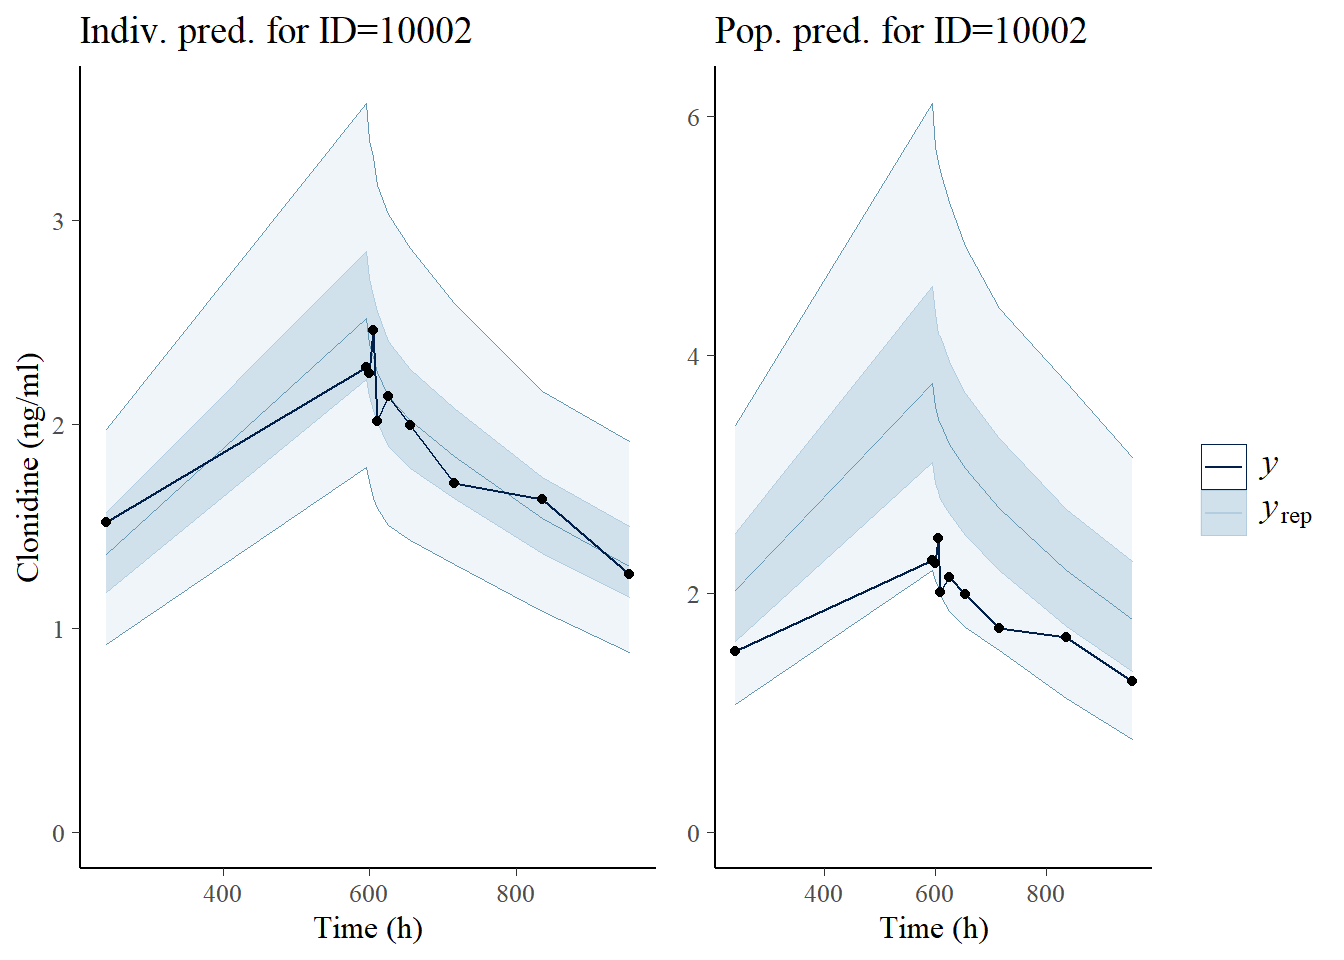 Indiv. pred. for ID=10002
Pop. pred. for ID=10002
Clonidine (ng/ml)
3
2
1
0
400 600 800
Time (h)
6
4
2
0
400 600 800
Time (h)
y
yrep